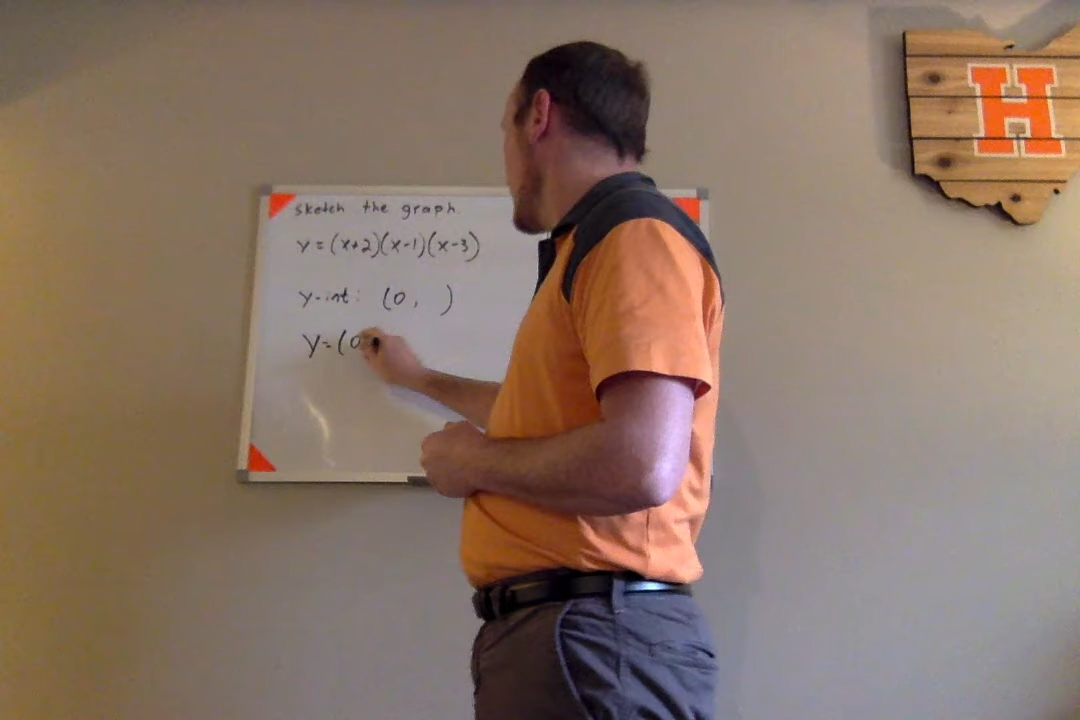 sketch the graph
y=(x+2)(x-1)(x-3)
y-int: (0, )
y=(0
H